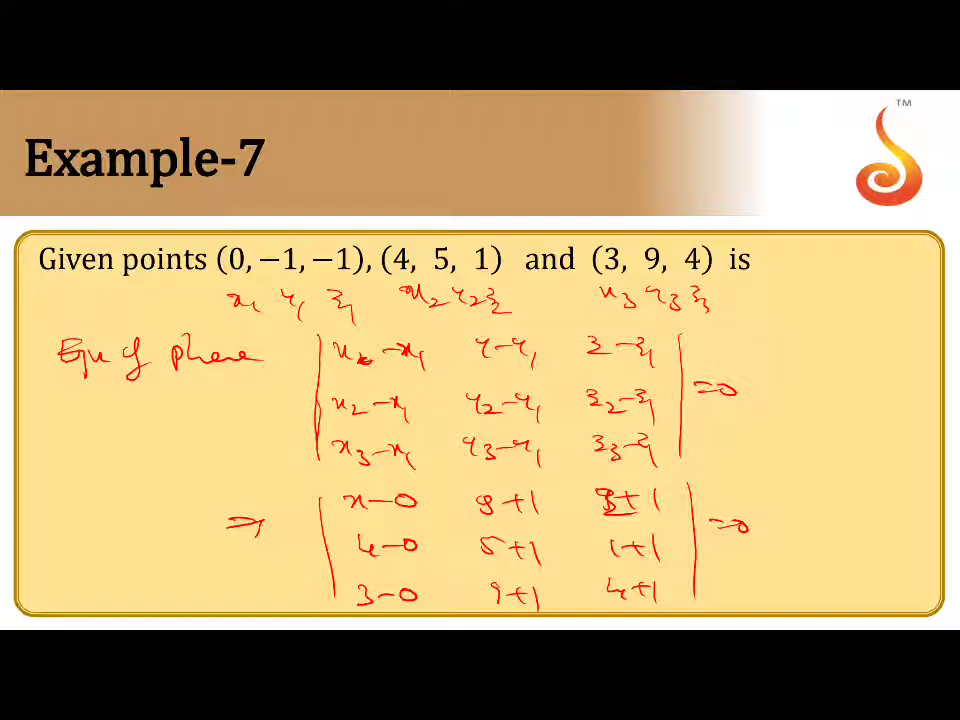 TM
Example-7
Given points (0, −1, −1), (4, 5, 1) and (3, 9, 4) is
x₁ y₁ z₁ x₂ y₂ z₂ x₃ y₃ z₃
Eqn of plane | x − x₁ y − y₁ z − z₁ |
| x₂ − x₁ y₂ − y₁ z₂ − z₁ | = 0
| x₃ − x₁ y₃ − y₁ z₃ − z₁ |
⇒ | x − 0 y + 1 z + 1 |
| 4 − 0 5 + 1 1 + 1 | = 0
| 3 − 0 9 + 1 4 + 1 |